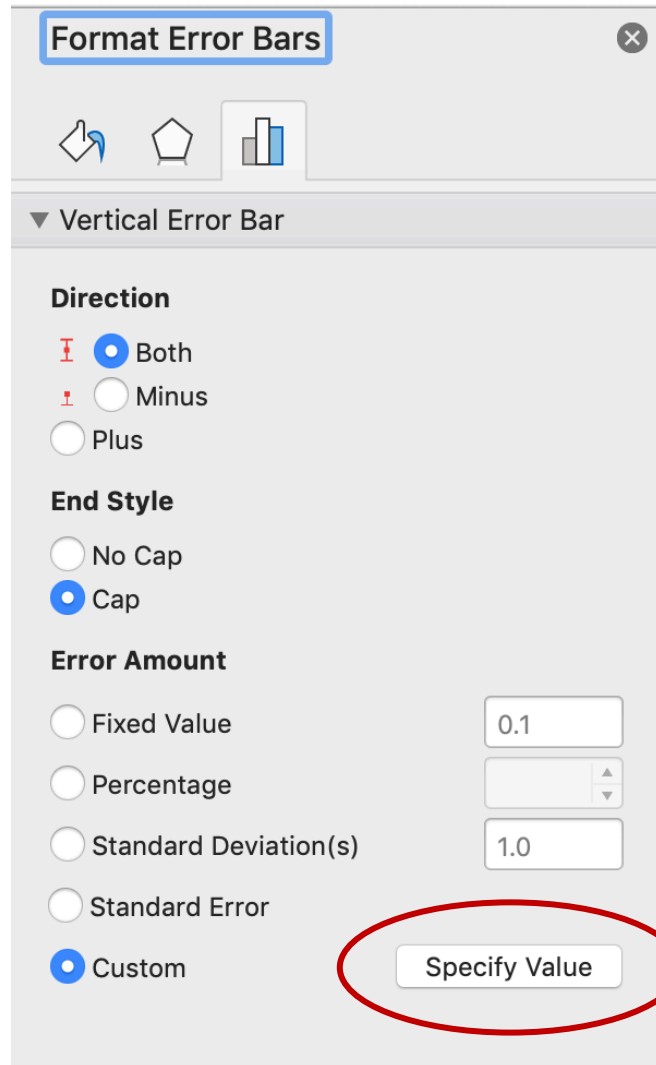 Format Error Bars
Vertical Error Bar
Direction
Both
Minus
Plus
End Style
No Cap
Cap
Error Amount
Fixed Value 0.1
Percentage
Standard Deviation(s) 1.0
Standard Error
Custom Specify Value